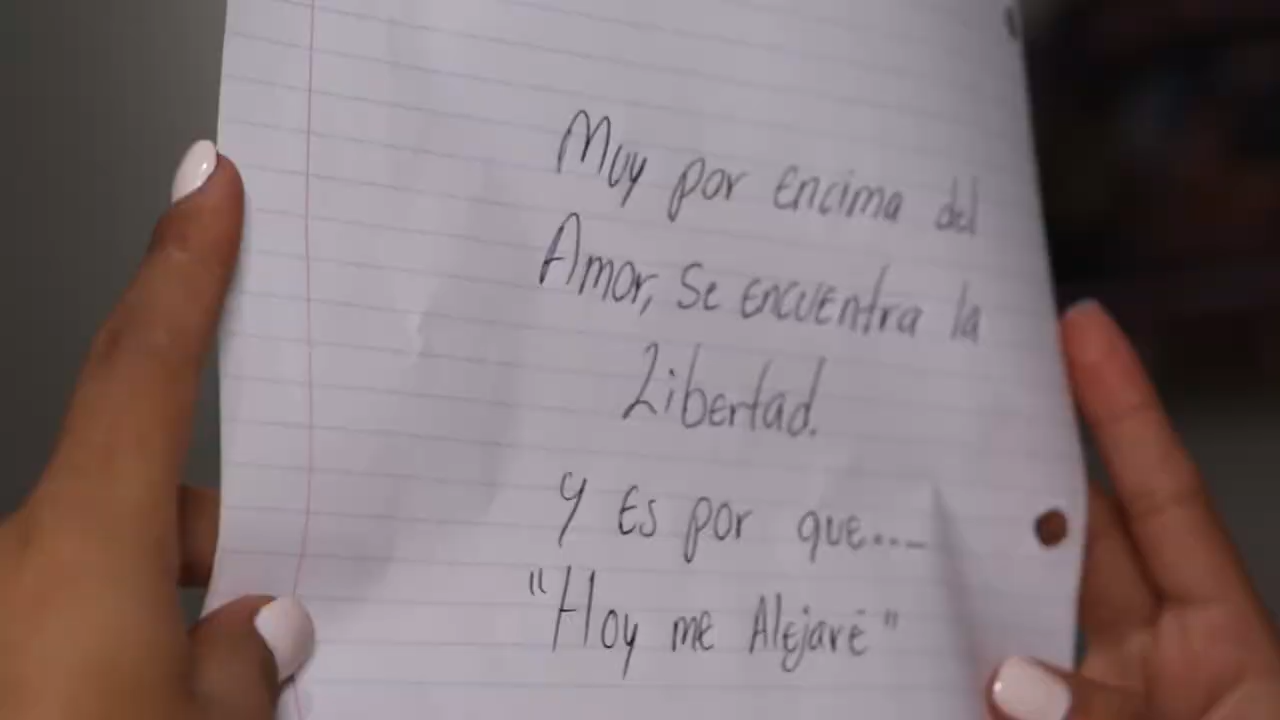 Muy por encima del
Amor, Se encuentra la
Libertad.
Y Es por que...
"Hoy me Alejaré"